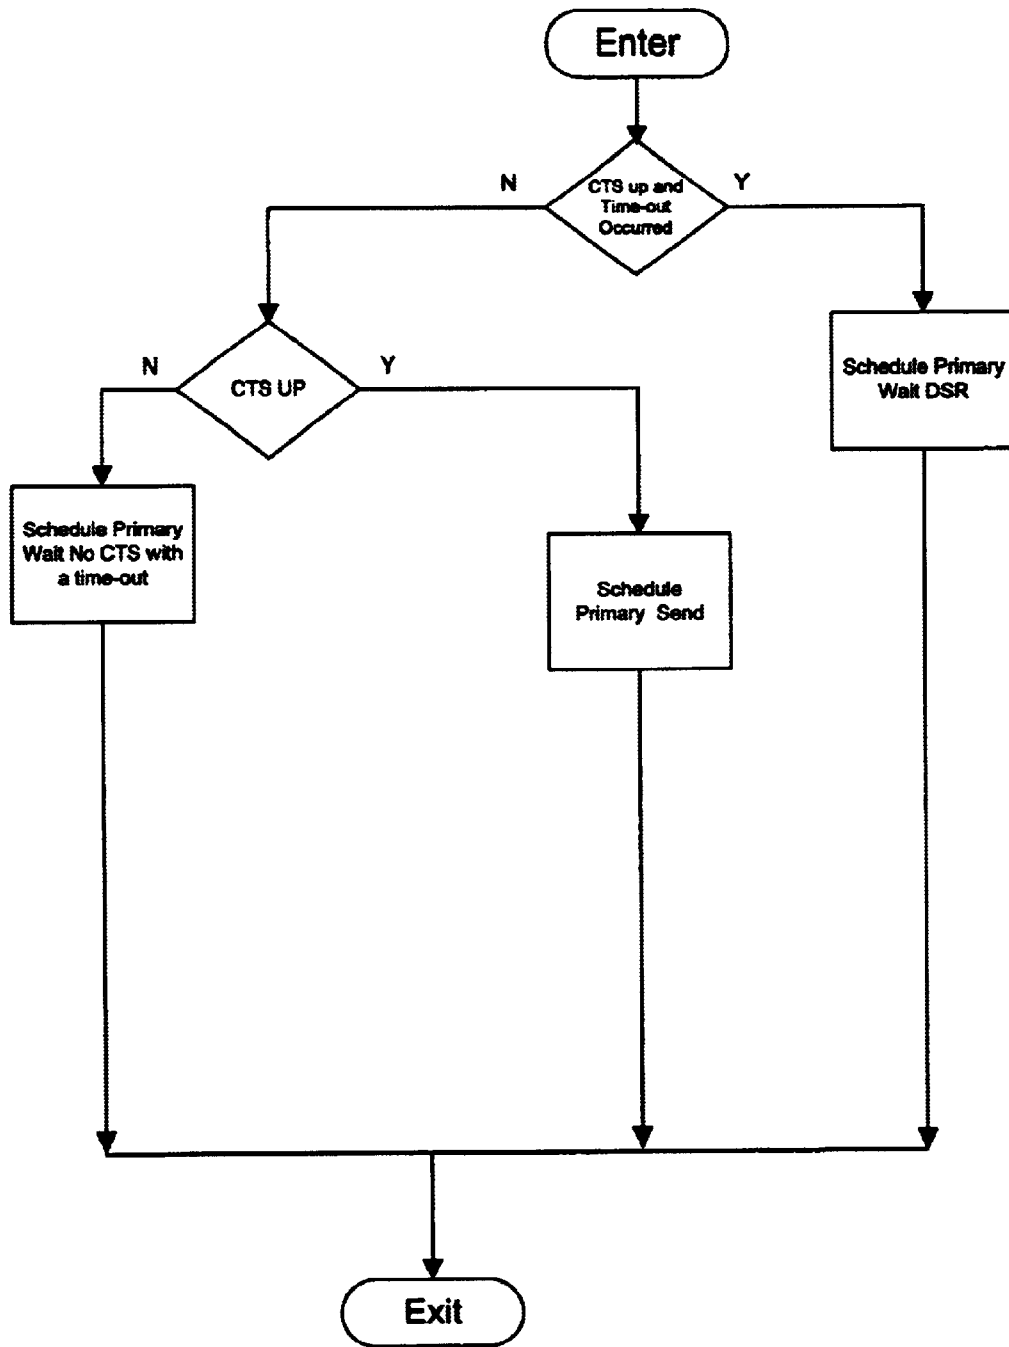 Enter
CTS up and
Time-out
Occurred
N
Y
CTS UP
N
Y
Schedule Primary
Wait DSR
Schedule Primary
Wait No CTS with
a time-out
Schedule
Primary Send
Exit